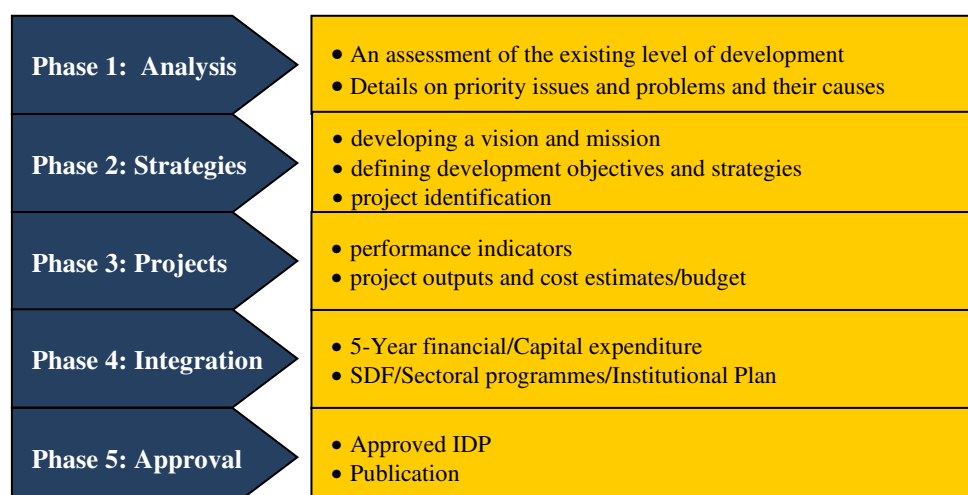 Phase 1: Analysis
• An assessment of the existing level of development
• Details on priority issues and problems and their causes
Phase 2: Strategies
• developing a vision and mission
• defining development objectives and strategies
• project identification
Phase 3: Projects
• performance indicators
• project outputs and cost estimates/budget
Phase 4: Integration
• 5-Year financial/Capital expenditure
• SDF/Sectoral programmes/Institutional Plan
Phase 5: Approval
• Approved IDP
• Publication